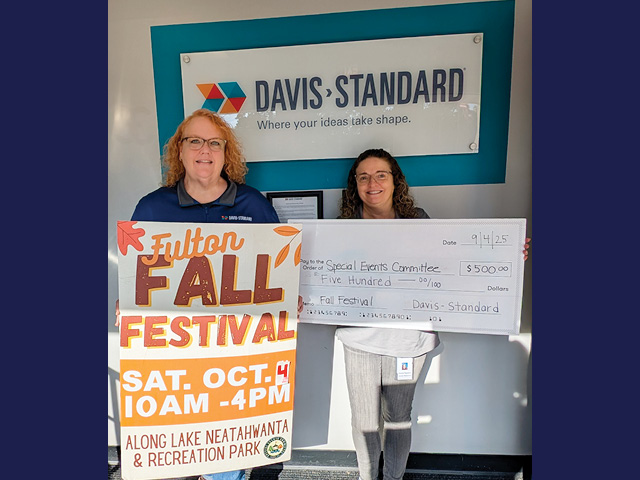 DAVIS-STANDARD
Where your ideas take shape.
DAVIS-STANDARD
Fulton
FALL
FESTIVAL
SAT. OCT. 4
10AM -4PM
ALONG LAKE NEATAHWANTA
& RECREATION PARK
Date 9/4/25
Pay to the
Order of Special Events Committee $500.00
Five Hundred 00/100 Dollars
Fall Festival Davis-Standard